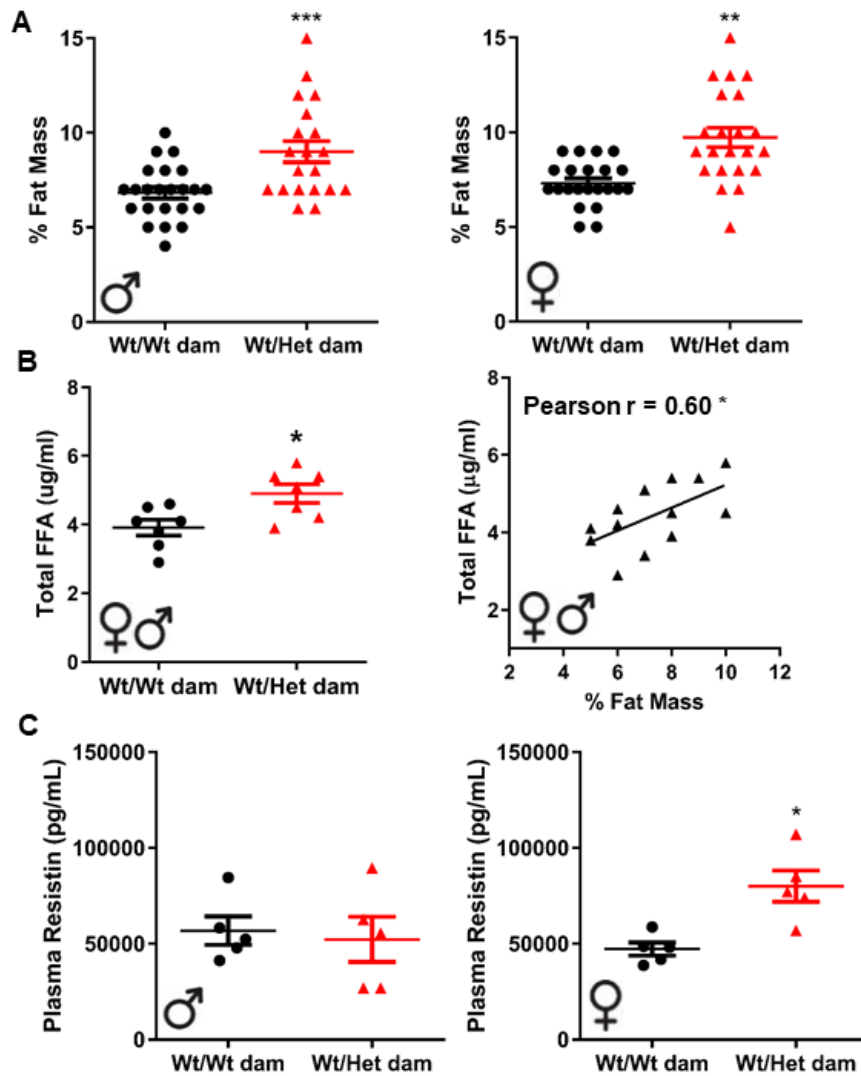 A
***
**
15
10
5
0
% Fat Mass
Wt/Wt dam
Wt/Het dam
15
10
5
0
% Fat Mass
Wt/Wt dam
Wt/Het dam
B
8
6
4
2
0
Total FFA (ug/ml)
*
Wt/Wt dam
Wt/Het dam
Pearson r = 0.60 *
8
6
4
2
Total FFA (µg/ml)
2 4 6 8 10 12
% Fat Mass
C
150000
100000
50000
0
Plasma Resistin (pg/mL)
Wt/Wt dam
Wt/Het dam
150000
100000
50000
0
Plasma Resistin (pg/mL)
*
Wt/Wt dam
Wt/Het dam